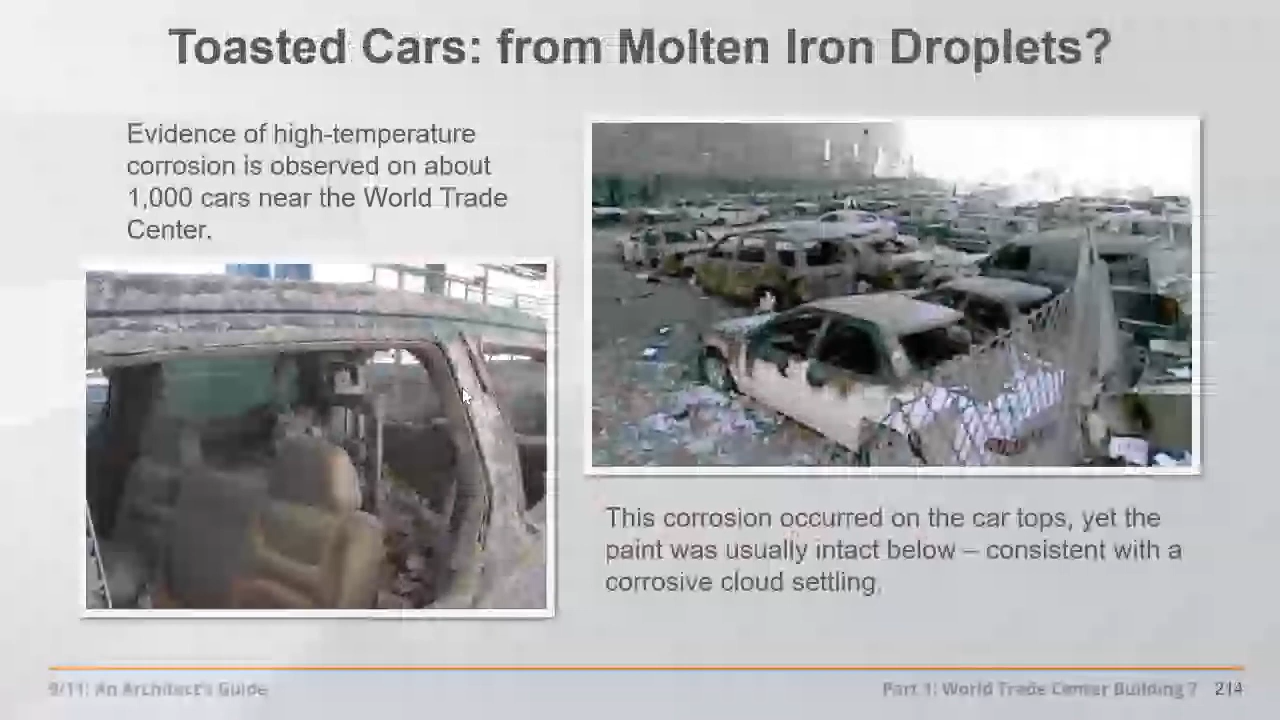 Toasted Cars: from Molten Iron Droplets?
Evidence of high-temperature
corrosion is observed on about
1,000 cars near the World Trade
Center.
This corrosion occurred on the car tops, yet the
paint was usually intact below – consistent with a
corrosive cloud settling.
9/11: An Architect's Guide
Part 1: World Trade Center Building 7 214